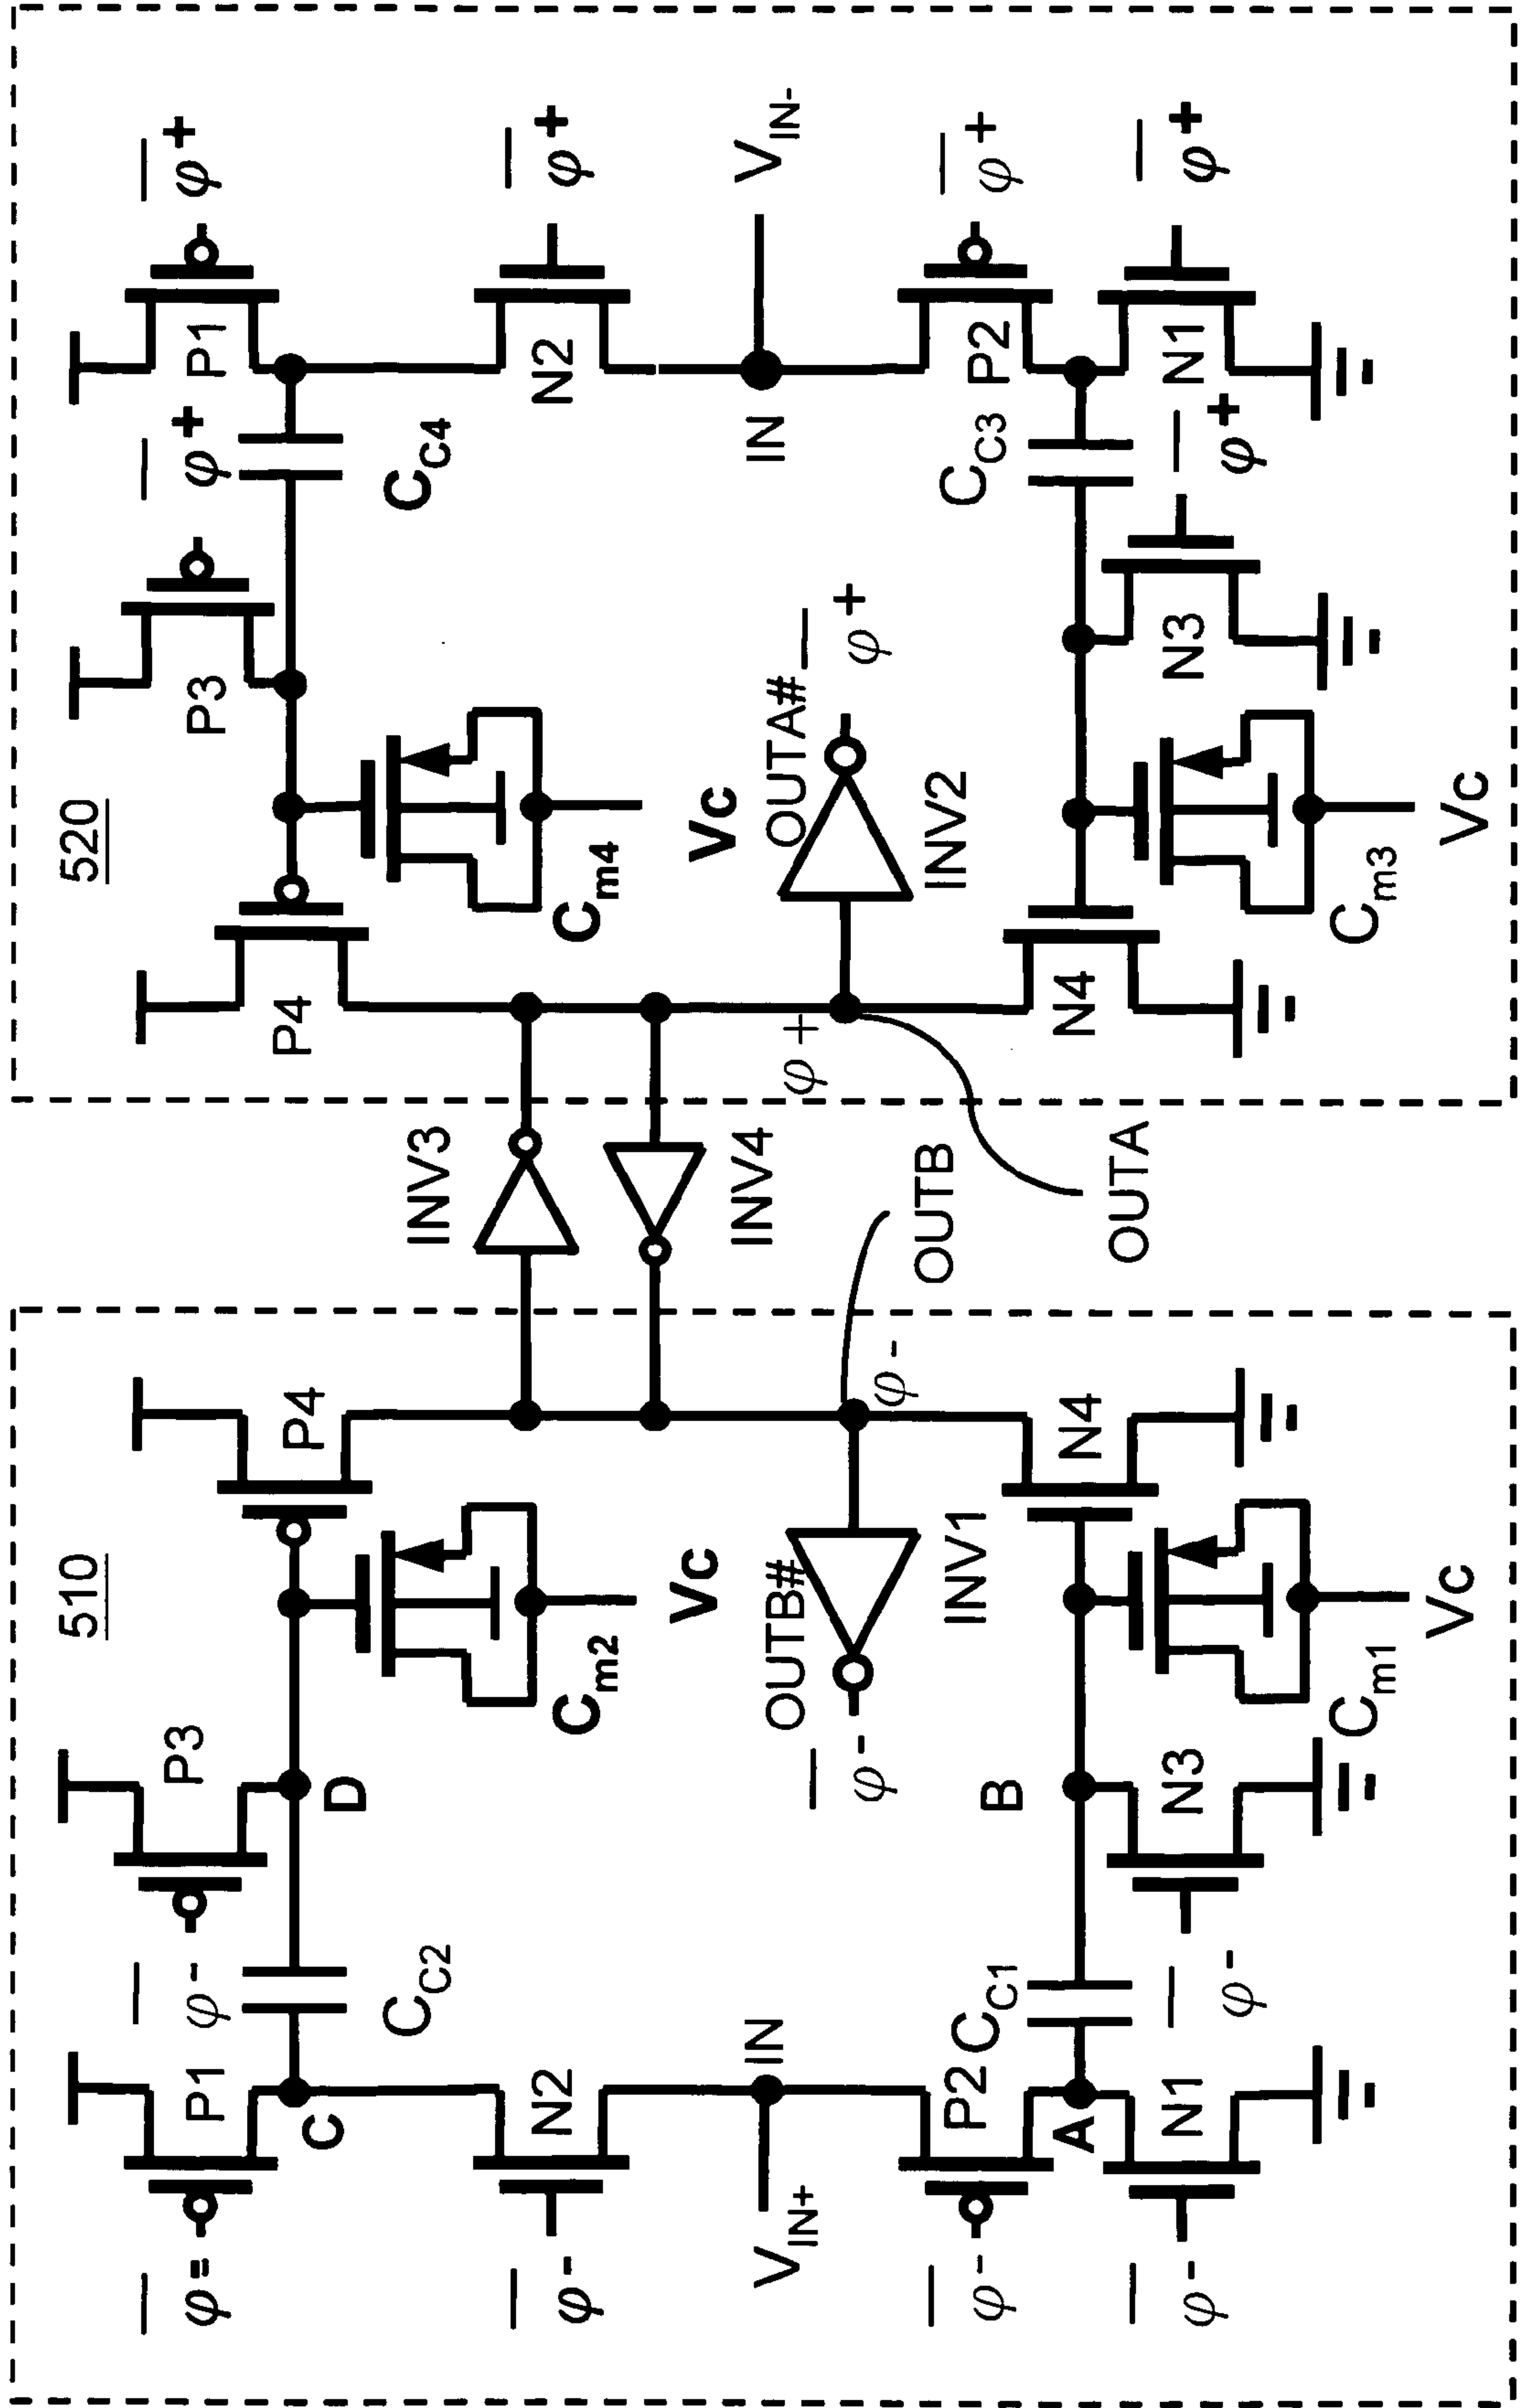 510
520
φ̄=
P1
φ̄-
P3
P3
φ̄+
P1
φ̄+
P4
P4
C
D
C_C2
INV3
C_C4
φ̄-
N2
C_m2
C_m4
N2
φ̄+
Vc
INV4
Vc
V_IN+
IN
OUTB#
OUTA#
IN
V_IN-
φ̄-
φ-
φ+
φ̄+
INV1
OUTB
INV2
φ̄-
P2
C_C1
B
C_C3
P2
φ̄+
A
N4
OUTA
N4
φ̄-
N1
φ̄-
N3
N3
φ̄+
N1
φ̄+
C_m1
C_m3
Vc
Vc